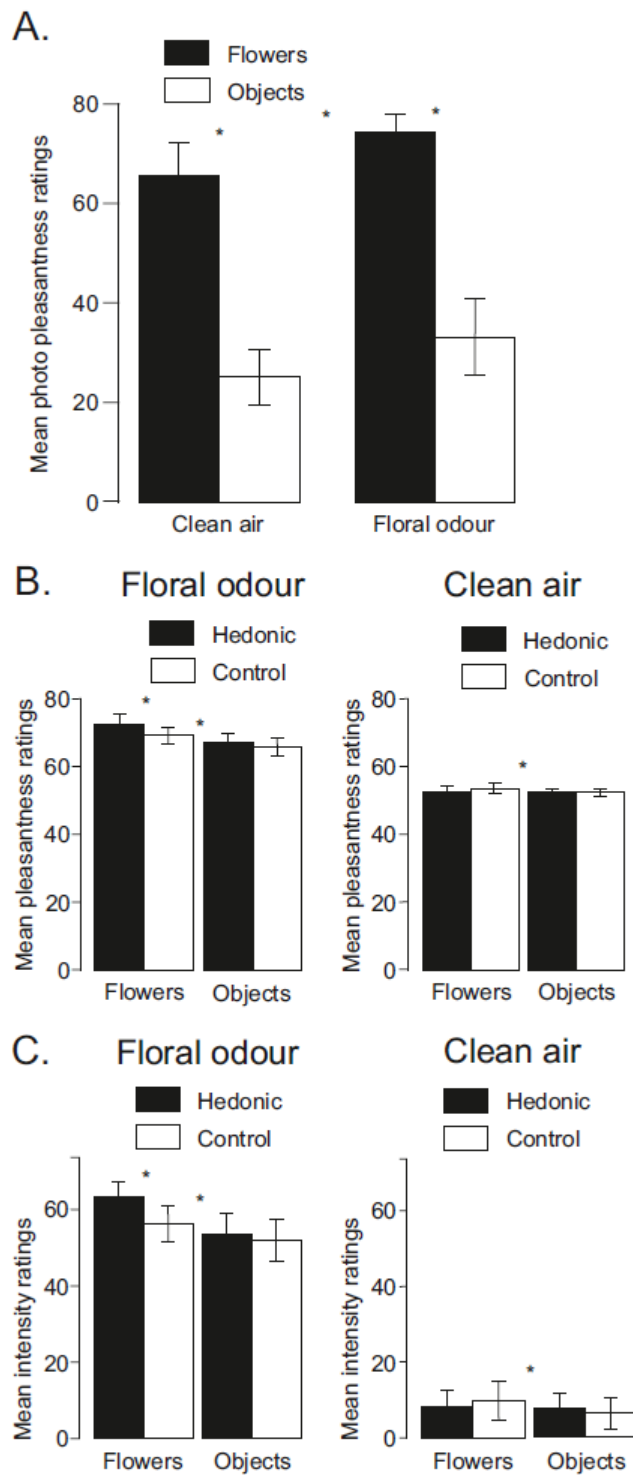 A.
Flowers
Objects
Mean photo pleasantness ratings
80
60
40
20
0
* * *
Clean air Floral odour
B. Floral odour Clean air
Hedonic Hedonic
Control Control
Mean pleasantness ratings Mean pleasantness ratings
80 80
* *
*
60 60
40 40
20 20
0 0
Flowers Objects Flowers Objects
C. Floral odour Clean air
Hedonic Hedonic
Control Control
Mean intensity ratings Mean intensity ratings
* *
60 60
40 40
20 20
*
0 0
Flowers Objects Flowers Objects